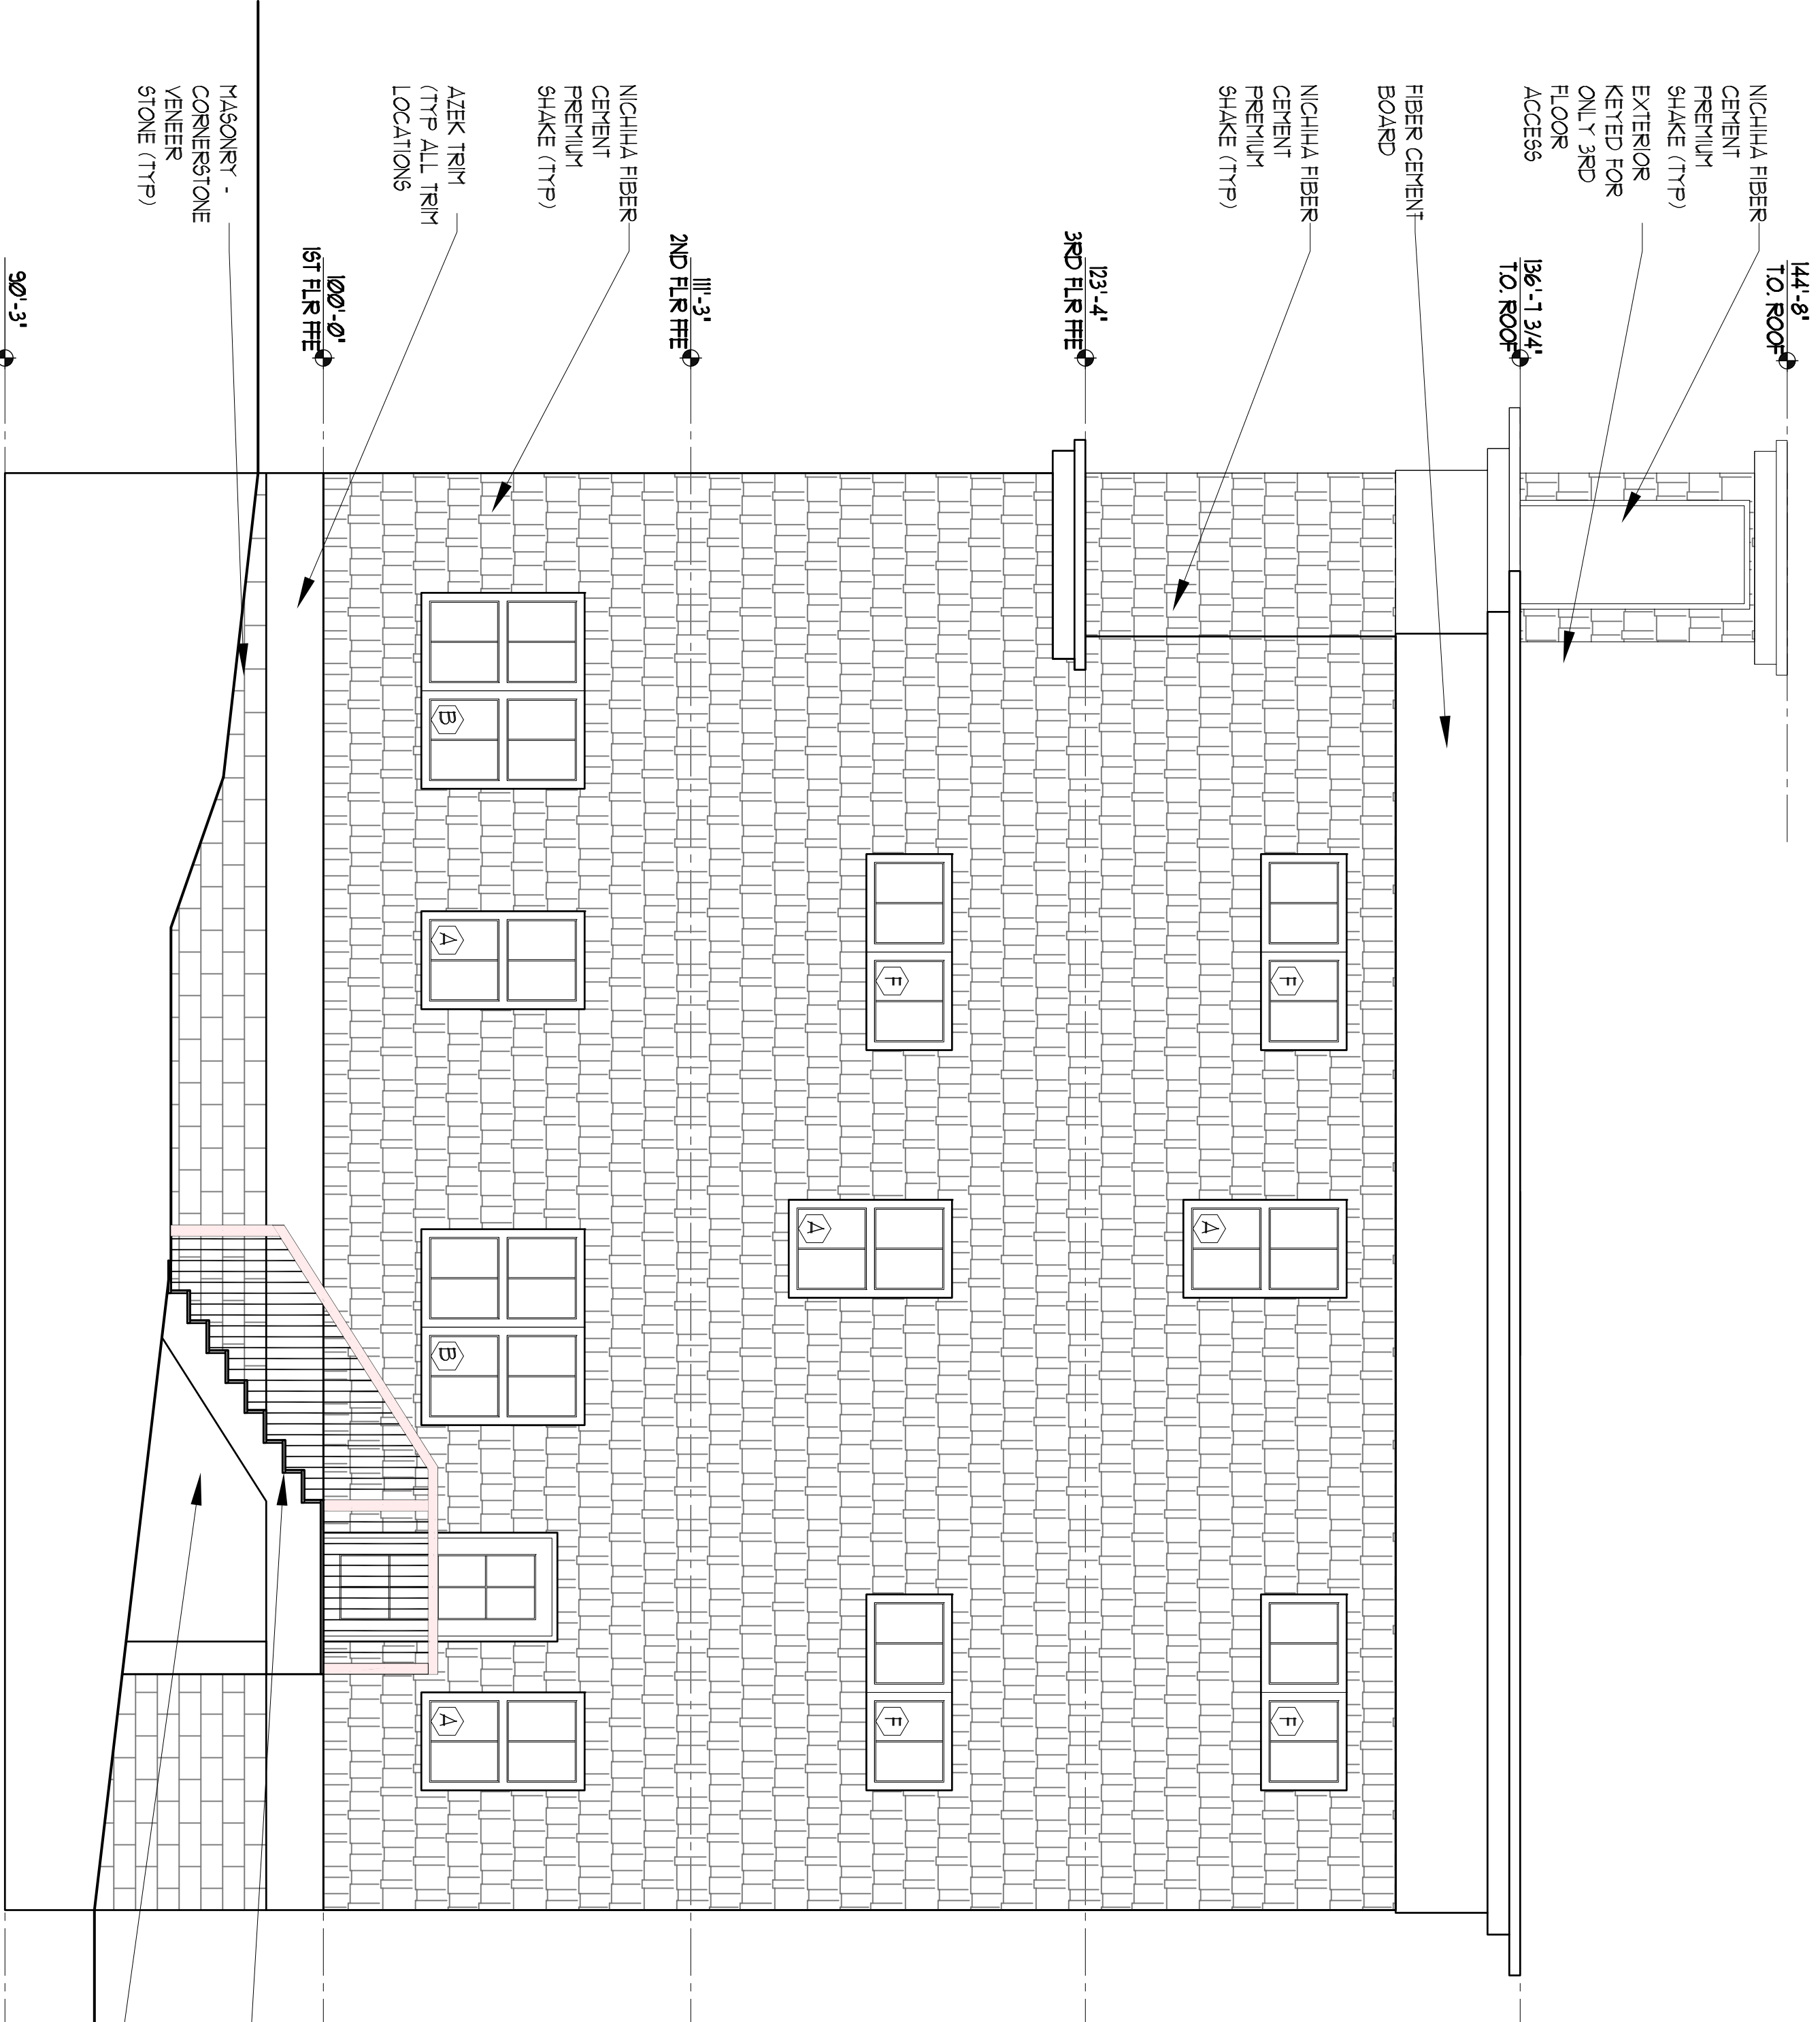 144'-8"
T.O. ROOF
NICHIHA FIBER
CEMENT
PREMIUM
SHAKE (TYP)
EXTERIOR
KEYED FOR
ONLY 3RD
FLOOR
ACCESS
136'-7 3/4"
T.O. ROOF
FIBER CEMENT
BOARD
NICHIHA FIBER
CEMENT
PREMIUM
SHAKE (TYP)
123'-4"
3RD FLR FFE
111'-3"
2ND FLR FFE
NICHIHA FIBER
CEMENT
PREMIUM
SHAKE (TYP)
AZEK TRIM
(TYP ALL TRIM
LOCATIONS
100'-0"
1ST FLR FFE
MASONRY -
CORNERSTONE
VENEER
STONE (TYP)
90'-3"
F
A
F
F
A
F
B
A
B
A